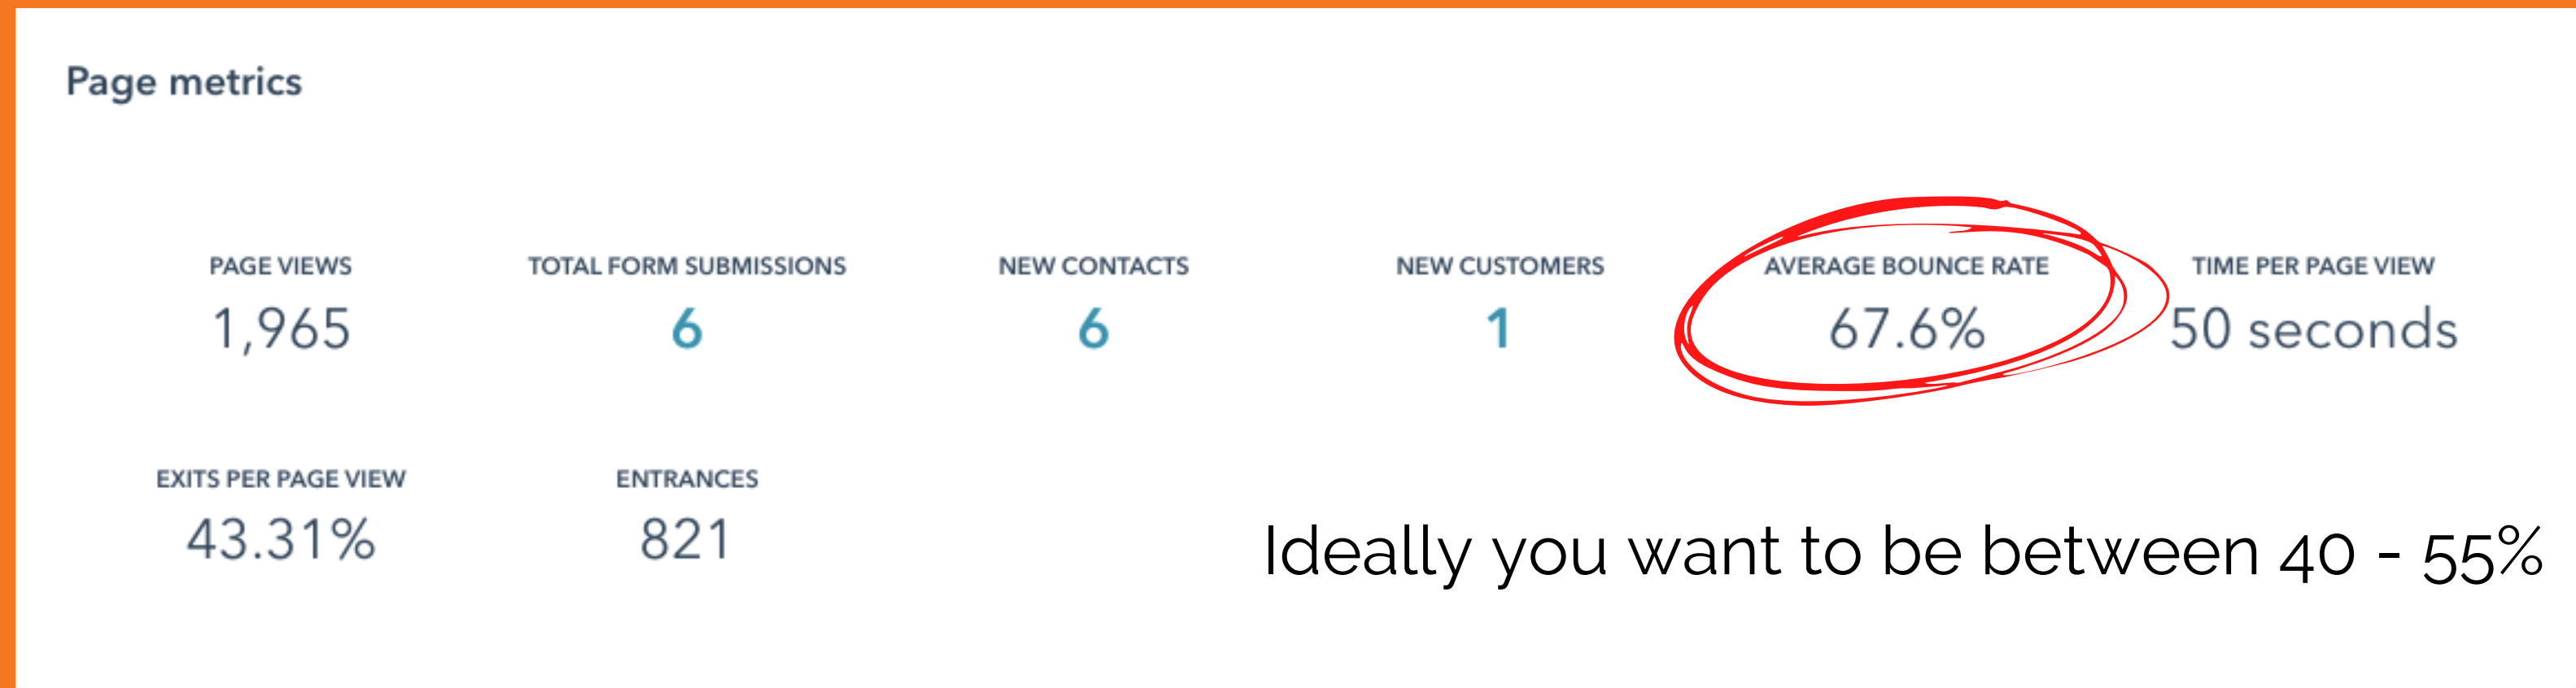 Page metrics
PAGE VIEWS
1,965
TOTAL FORM SUBMISSIONS
6
NEW CONTACTS
6
NEW CUSTOMERS
1
AVERAGE BOUNCE RATE
67.6%
TIME PER PAGE VIEW
50 seconds
EXITS PER PAGE VIEW
43.31%
ENTRANCES
821
Ideally you want to be between 40 - 55%